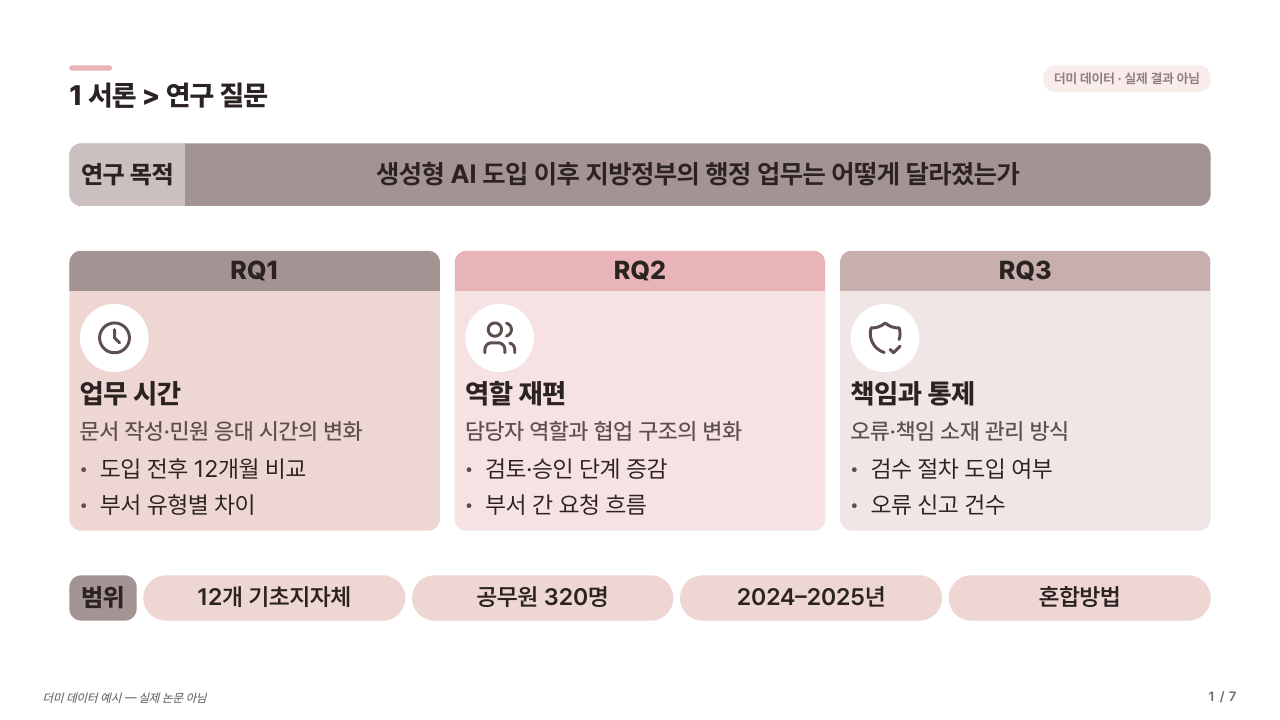 1 서론 > 연구 질문
더미 데이터 · 실제 결과 아님
연구 목적
생성형 AI 도입 이후 지방정부의 행정 업무는 어떻게 달라졌는가
RQ1
업무 시간
문서 작성·민원 응대 시간의 변화
• 도입 전후 12개월 비교
• 부서 유형별 차이
RQ2
역할 재편
담당자 역할과 협업 구조의 변화
• 검토·승인 단계 증감
• 부서 간 요청 흐름
RQ3
책임과 통제
오류·책임 소재 관리 방식
• 검수 절차 도입 여부
• 오류 신고 건수
범위
12개 기초지자체
공무원 320명
2024–2025년
혼합방법
더미 데이터 예시 — 실제 논문 아님
1 / 7